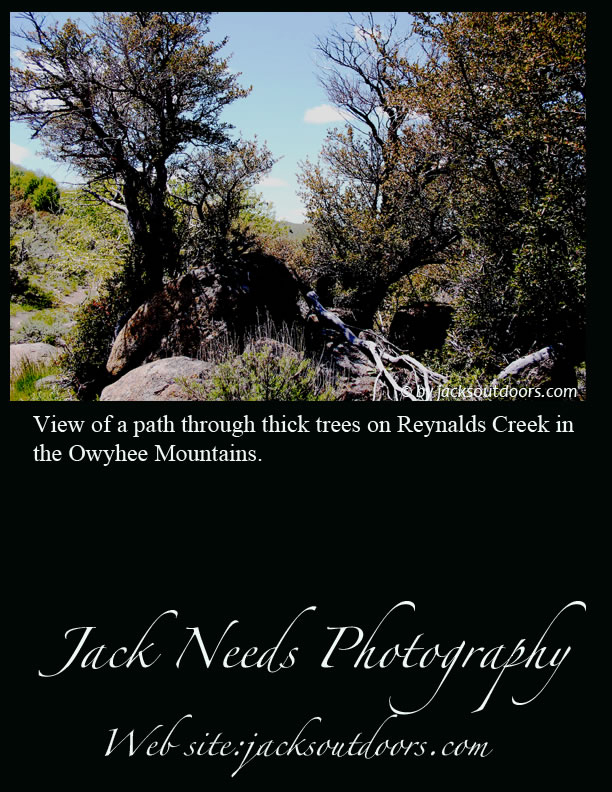 © by jacksoutdoors.com
View of a path through thick trees on Reynalds Creek in
the Owyhee Mountains.
Jack Needs Photography
Web site:jacksoutdoors.com